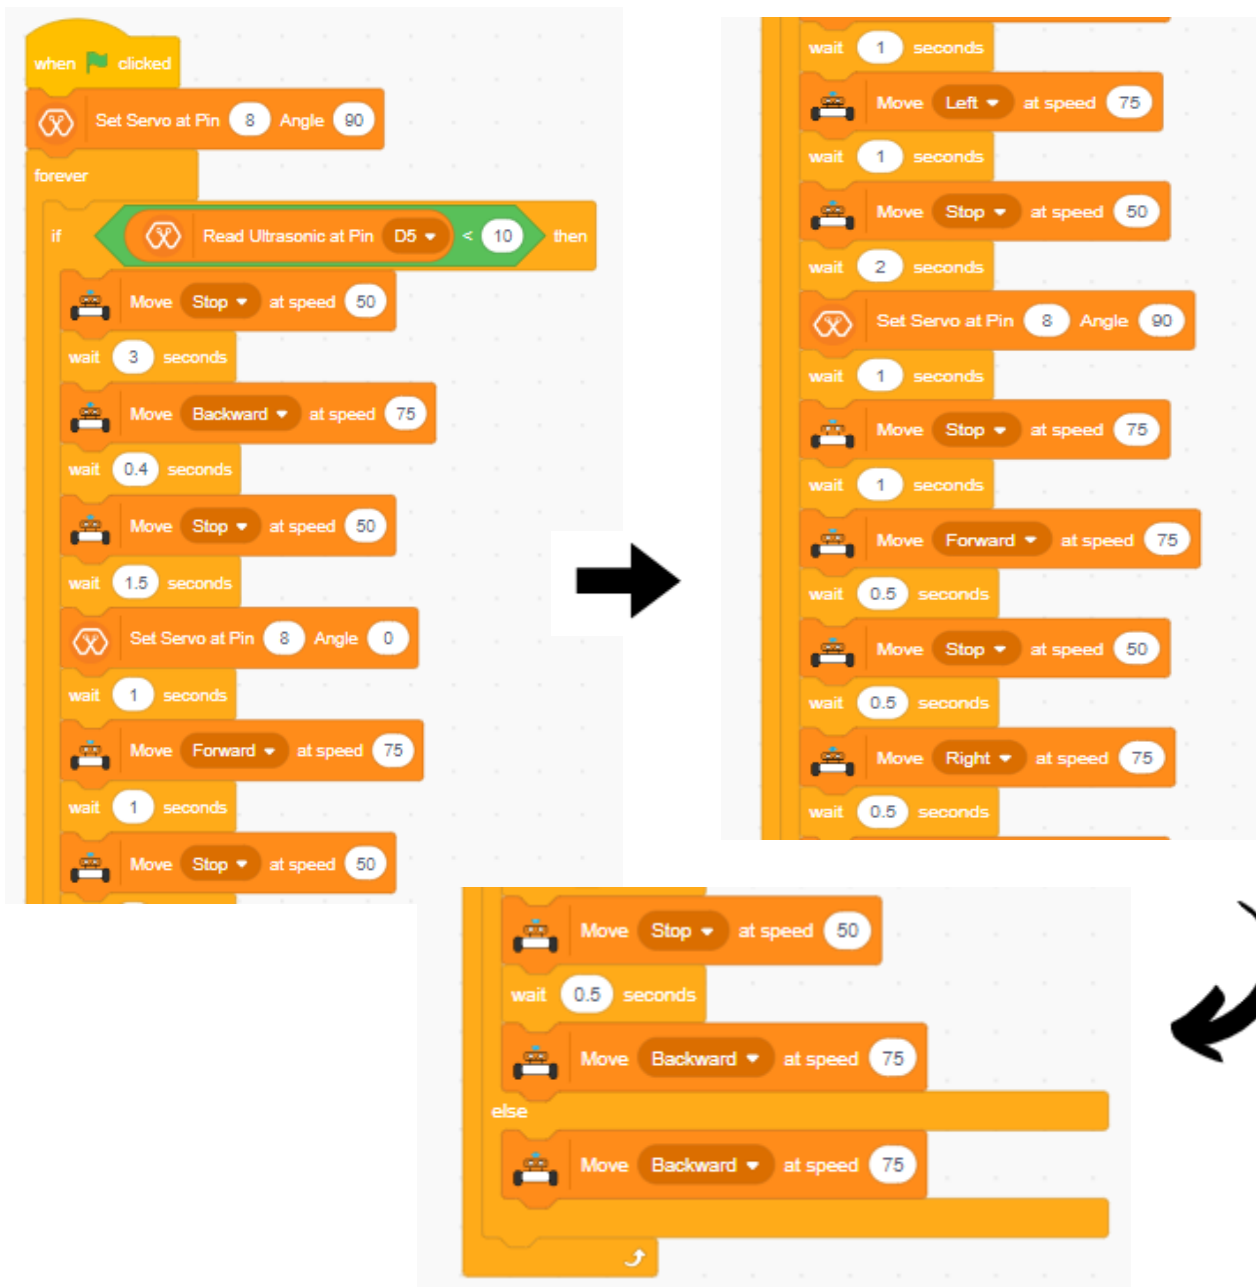 when clicked
Set Servo at Pin 8 Angle 90
forever
if Read Ultrasonic at Pin D5 < 10 then
Move Stop at speed 50
wait 3 seconds
Move Backward at speed 75
wait 0.4 seconds
Move Stop at speed 50
wait 1.5 seconds
Set Servo at Pin 8 Angle 0
wait 1 seconds
Move Forward at speed 75
wait 1 seconds
Move Stop at speed 50
wait 1 seconds
Move Left at speed 75
wait 1 seconds
Move Stop at speed 50
wait 2 seconds
Set Servo at Pin 8 Angle 90
wait 1 seconds
Move Stop at speed 75
wait 1 seconds
Move Forward at speed 75
wait 0.5 seconds
Move Stop at speed 50
wait 0.5 seconds
Move Right at speed 75
wait 0.5 seconds
Move Stop at speed 50
wait 0.5 seconds
Move Backward at speed 75
else
Move Backward at speed 75